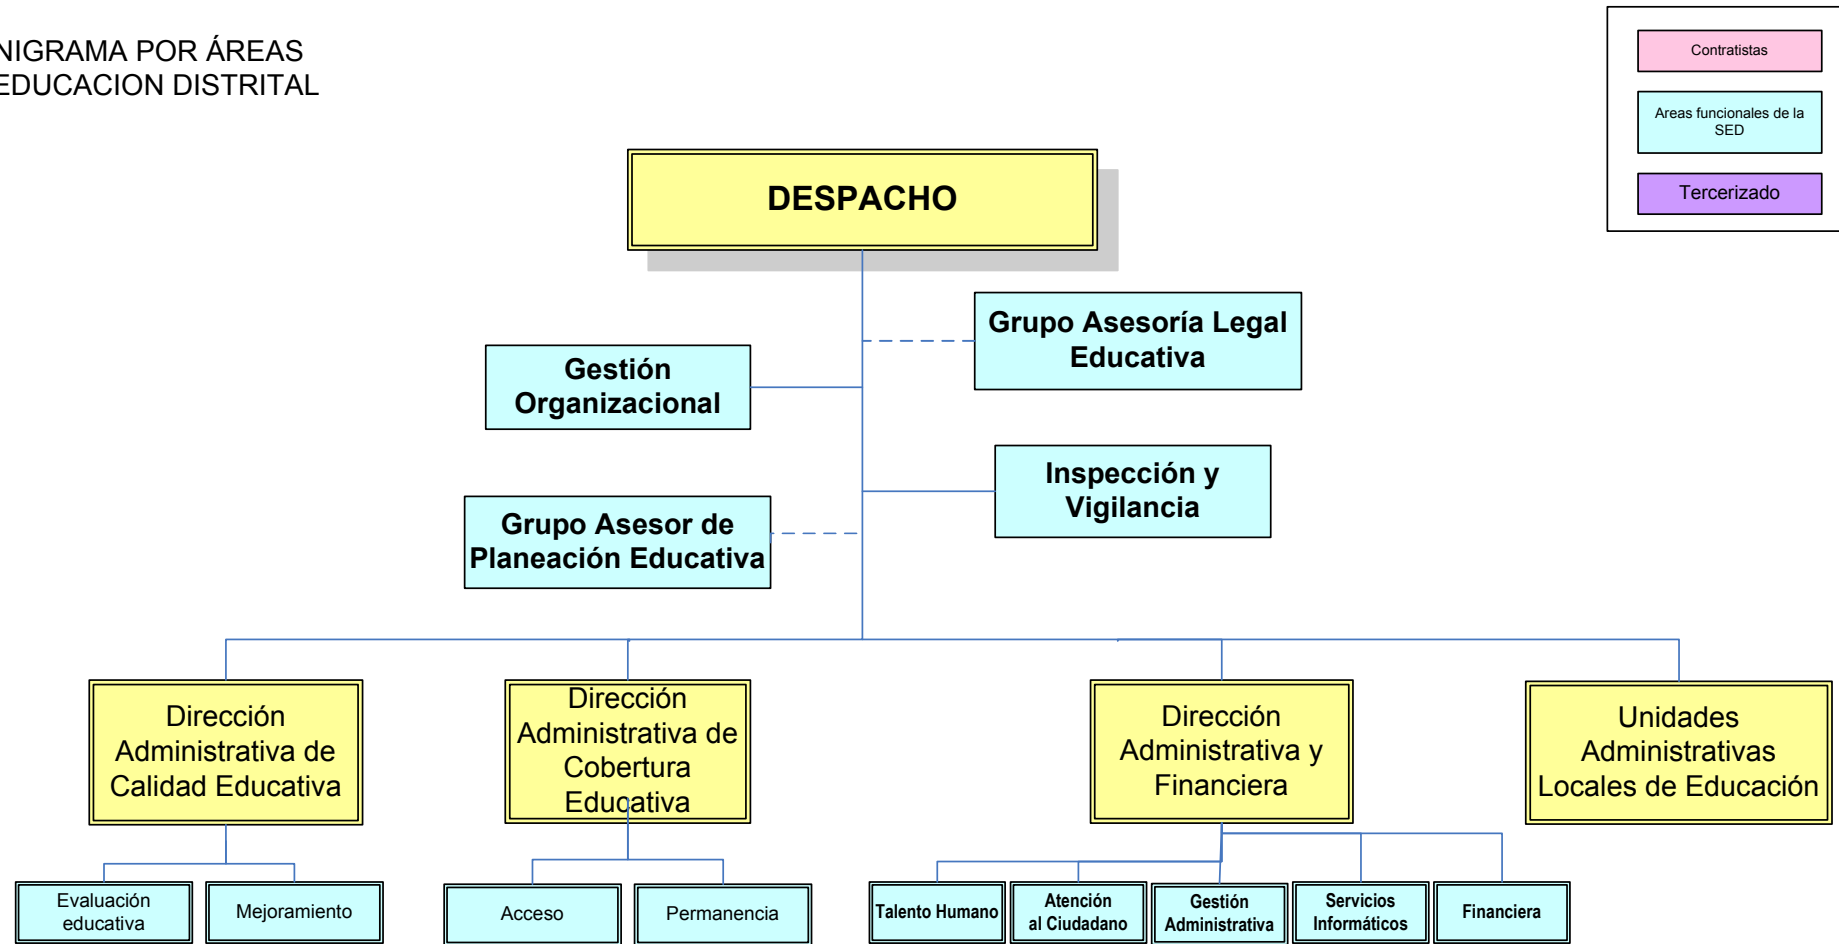 NIGRAMA POR ÁREAS
EDUCACION DISTRITAL
Contratistas
Areas funcionales de la
SED
Tercerizado
DESPACHO
Grupo Asesoría Legal
Educativa
Gestión
Organizacional
Inspección y
Vigilancia
Grupo Asesor de
Planeación Educativa
Dirección
Administrativa de
Calidad Educativa
Dirección
Administrativa de
Cobertura
Educativa
Dirección
Administrativa y
Financiera
Unidades
Administrativas
Locales de Educación
Evaluación
educativa
Mejoramiento
Acceso
Permanencia
Talento Humano
Atención
al Ciudadano
Gestión
Administrativa
Servicios
Informáticos
Financiera